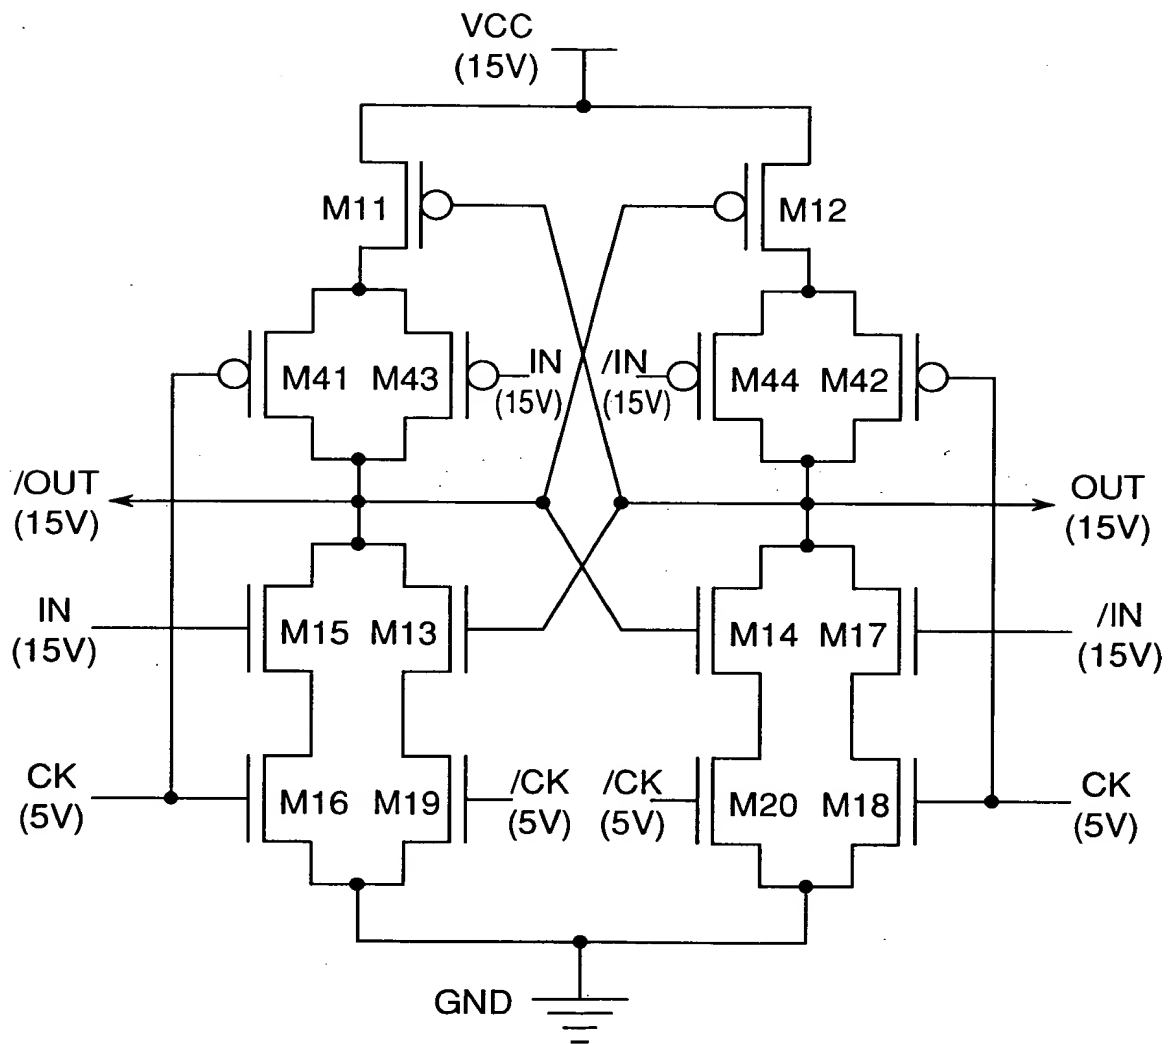 VCC
(15V)
M11
M12
M41
M43
IN
(15V)
/IN
(15V)
M44
M42
/OUT
(15V)
OUT
(15V)
IN
(15V)
M15
M13
M14
M17
/IN
(15V)
CK
(5V)
M16
M19
/CK
(5V)
/CK
(5V)
M20
M18
CK
(5V)
GND